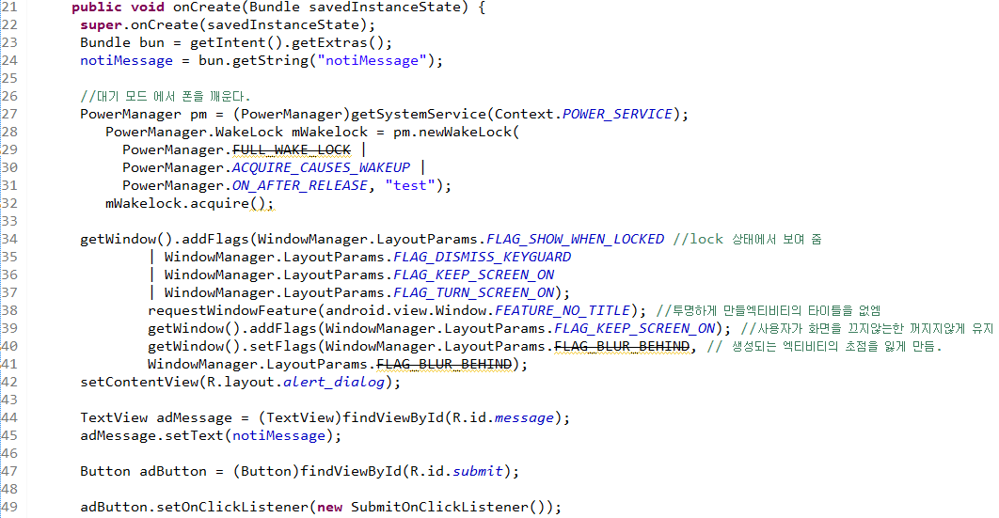 21 public void onCreate(Bundle savedInstanceState) {
22 super.onCreate(savedInstanceState);
23 Bundle bun = getIntent().getExtras();
24 notiMessage = bun.getString("notiMessage");
25
26 //대기 모드 에서 폰을 깨운다.
27 PowerManager pm = (PowerManager)getSystemService(Context.POWER_SERVICE);
28 PowerManager.WakeLock mWakelock = pm.newWakeLock(
29 PowerManager.FULL_WAKE_LOCK |
30 PowerManager.ACQUIRE_CAUSES_WAKEUP |
31 PowerManager.ON_AFTER_RELEASE, "test");
32 mWakelock.acquire();
33
34 getWindow().addFlags(WindowManager.LayoutParams.FLAG_SHOW_WHEN_LOCKED //lock 상태에서 보여 줌
35 | WindowManager.LayoutParams.FLAG_DISMISS_KEYGUARD
36 | WindowManager.LayoutParams.FLAG_KEEP_SCREEN_ON
37 | WindowManager.LayoutParams.FLAG_TURN_SCREEN_ON);
38 requestWindowFeature(android.view.Window.FEATURE_NO_TITLE); //투명하게 만들엑티비티의 타이틀을 없엠
39 getWindow().addFlags(WindowManager.LayoutParams.FLAG_KEEP_SCREEN_ON); //사용자가 화면을 끄지않는한 꺼지지않게 유지
40 getWindow().setFlags(WindowManager.LayoutParams.FLAG_BLUR_BEHIND, // 생성되는 엑티비티의 초점을 잃게 만듬.
41 WindowManager.LayoutParams.FLAG_BLUR_BEHIND);
42 setContentView(R.layout.alert_dialog);
43
44 TextView adMessage = (TextView)findViewById(R.id.message);
45 adMessage.setText(notiMessage);
46
47 Button adButton = (Button)findViewById(R.id.submit);
48
49 adButton.setOnClickListener(new SubmitOnClickListener());